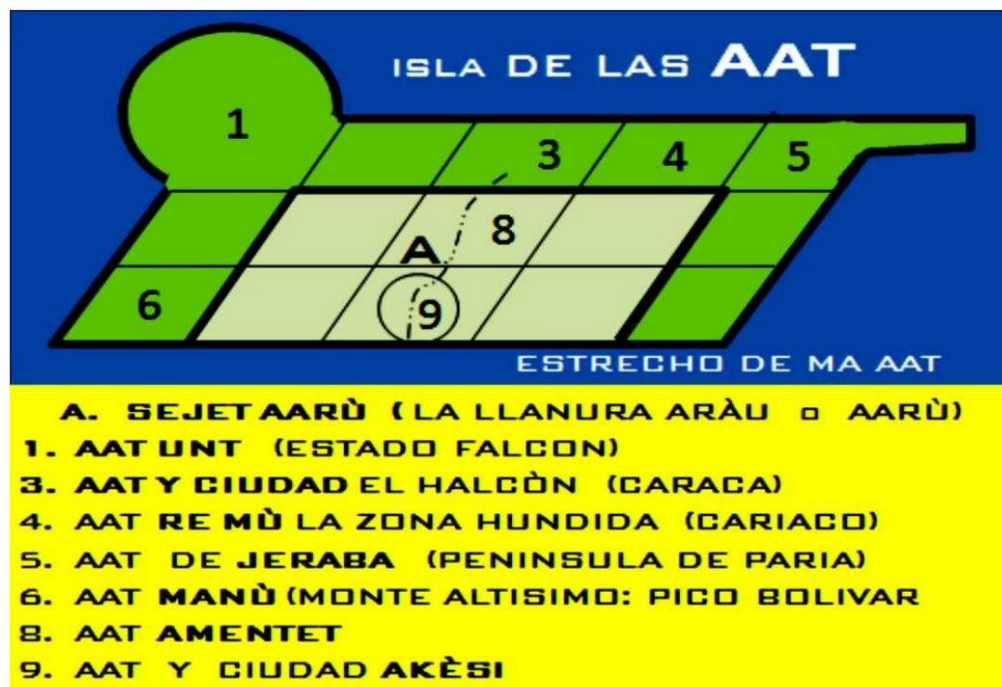 ISLA DE LAS AAT
1
3
4
5
8
A
6
9
ESTRECHO DE MA AAT
A. SEJET AARÙ (LA LLANURA ARÀU o AARÙ)
1. AAT UNT (ESTADO FALCON)
3. AAT Y CIUDAD EL HALCÒN (CARACA)
4. AAT RE MÙ LA ZONA HUNDIDA (CARIACO)
5. AAT DE JERABA (PENINSULA DE PARIA)
6. AAT MANÙ (MONTE ALTISIMO: PICO BOLIVAR
8. AAT AMENTET
9. AAT Y CIUDAD AKÈSI